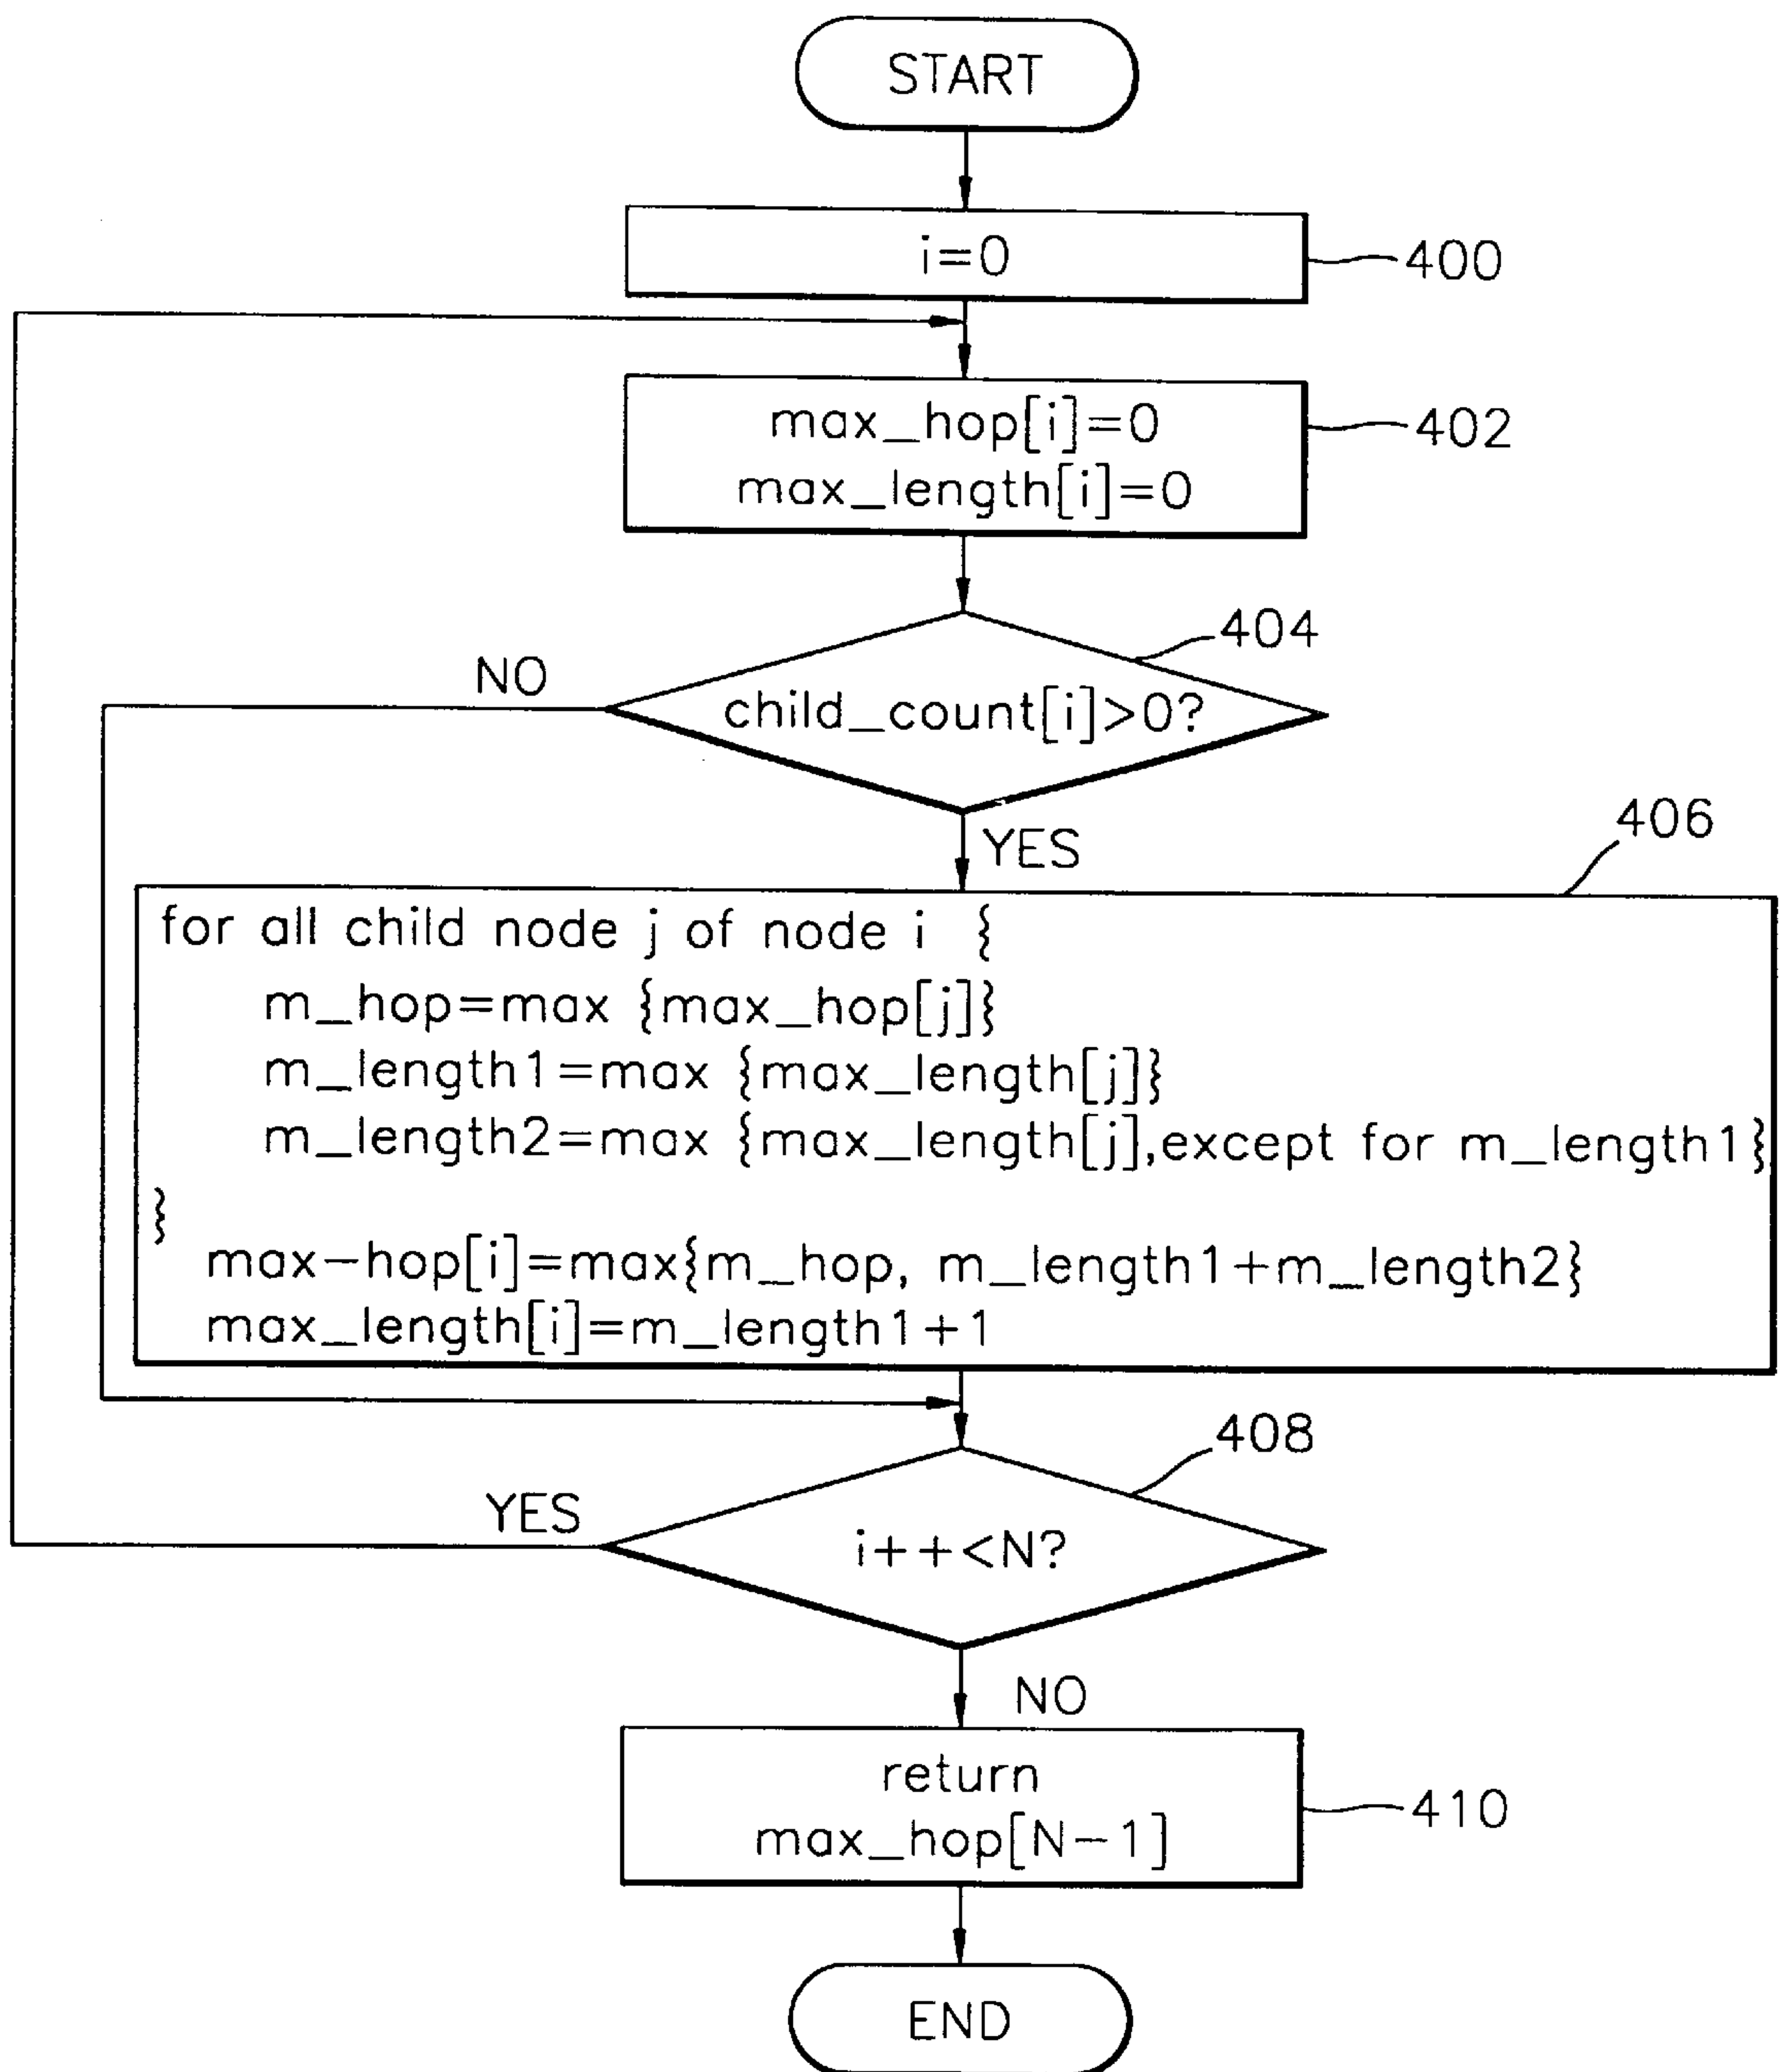 START
i=0
400
max_hop[i]=0
max_length[i]=0
402
404
NO
child_count[i]>0?
YES
406
for all child node j of node i {
m_hop=max {max_hop[j]}
m_length1=max {max_length[j]}
m_length2=max {max_length[j],except for m_length1}
}
max-hop[i]=max{m_hop, m_length1+m_length2}
max_length[i]=m_length1+1
408
YES
i++<N?
NO
return
max_hop[N-1]
410
END